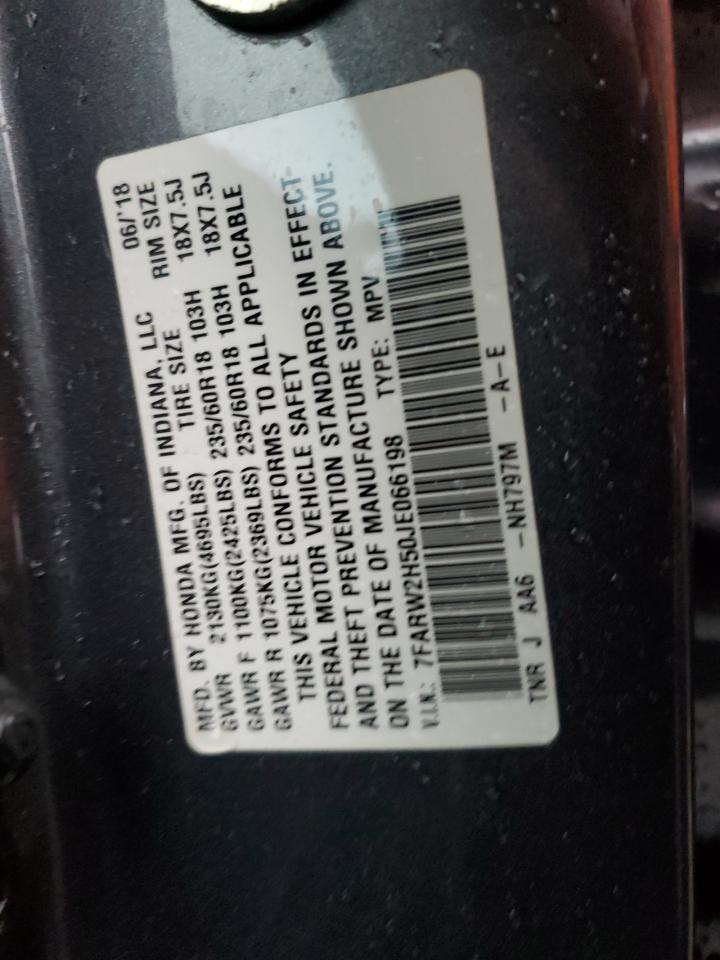 MFD. BY HONDA MFG. OF INDIANA, LLC 06/'18
GVWR 2130KG(4695LBS) TIRE SIZE RIM SIZE
GAWR F 1100KG(2425LBS) 235/60R18 103H 18X7.5J
GAWR R 1075KG(2369LBS) 235/60R18 103H 18X7.5J
THIS VEHICLE CONFORMS TO ALL APPLICABLE
FEDERAL MOTOR VEHICLE SAFETY
AND THEFT PREVENTION STANDARDS IN EFFECT
ON THE DATE OF MANUFACTURE SHOWN ABOVE.
V.I.N.: 7FARW2H50JE066198 TYPE: MPV
TNR J AA6 -NH797M -A-E